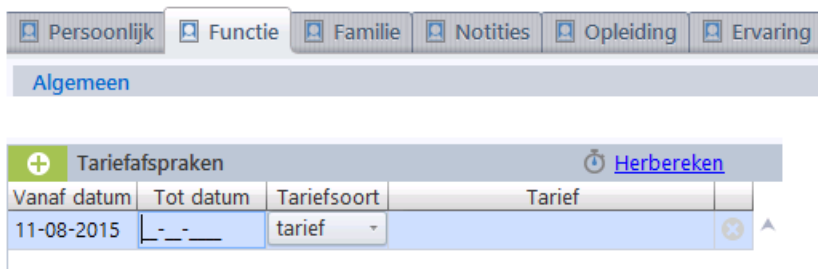 Persoonlijk Functie Familie Notities Opleiding Ervaring
Algemeen
Tariefafspraken Herbereken
Vanaf datum Tot datum Tariefsoort Tarief
11-08-2015 _-_-___ tarief